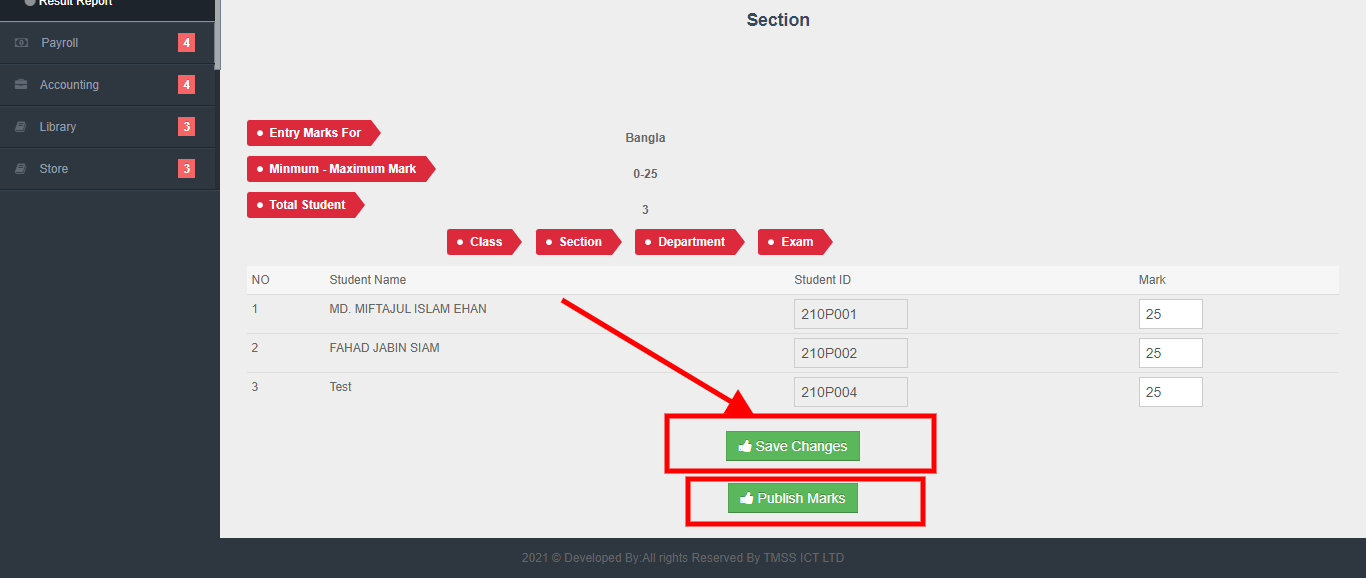 Result Report
Payroll 4
Accounting 4
Library 3
Store 3
Section
Entry Marks For Bangla
Minmum - Maximum Mark 0-25
Total Student 3
Class Section Department Exam
NO Student Name Student ID Mark
1 MD. MIFTAJUL ISLAM EHAN 210P001 25
2 FAHAD JABIN SIAM 210P002 25
3 Test 210P004 25
Save Changes
Publish Marks
2021 © Developed By:All rights Reserved By TMSS ICT LTD